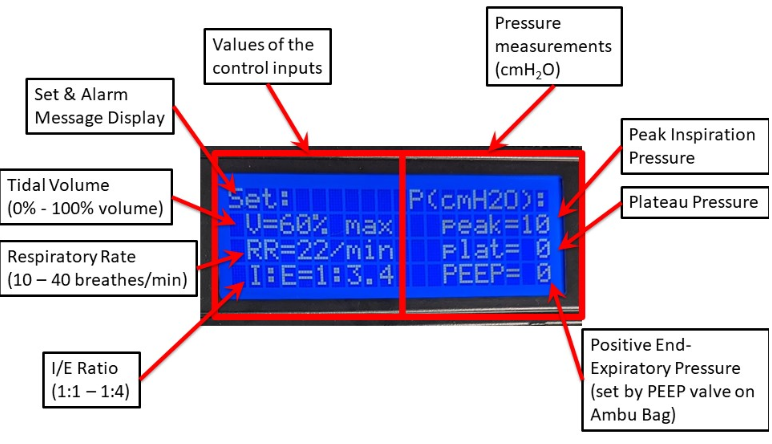 Values of the
control inputs
Pressure
measurements
(cmH₂O)
Set & Alarm
Message Display
Tidal Volume
(0% - 100% volume)
Respiratory Rate
(10 – 40 breathes/min)
I/E Ratio
(1:1 – 1:4)
Set:
V=60% max
RR=22/min
I:E=1:3.4
P(cmH2O):
peak=10
plat= 0
PEEP= 0
Peak Inspiration
Pressure
Plateau Pressure
Positive End-
Expiratory Pressure
(set by PEEP valve on
Ambu Bag)